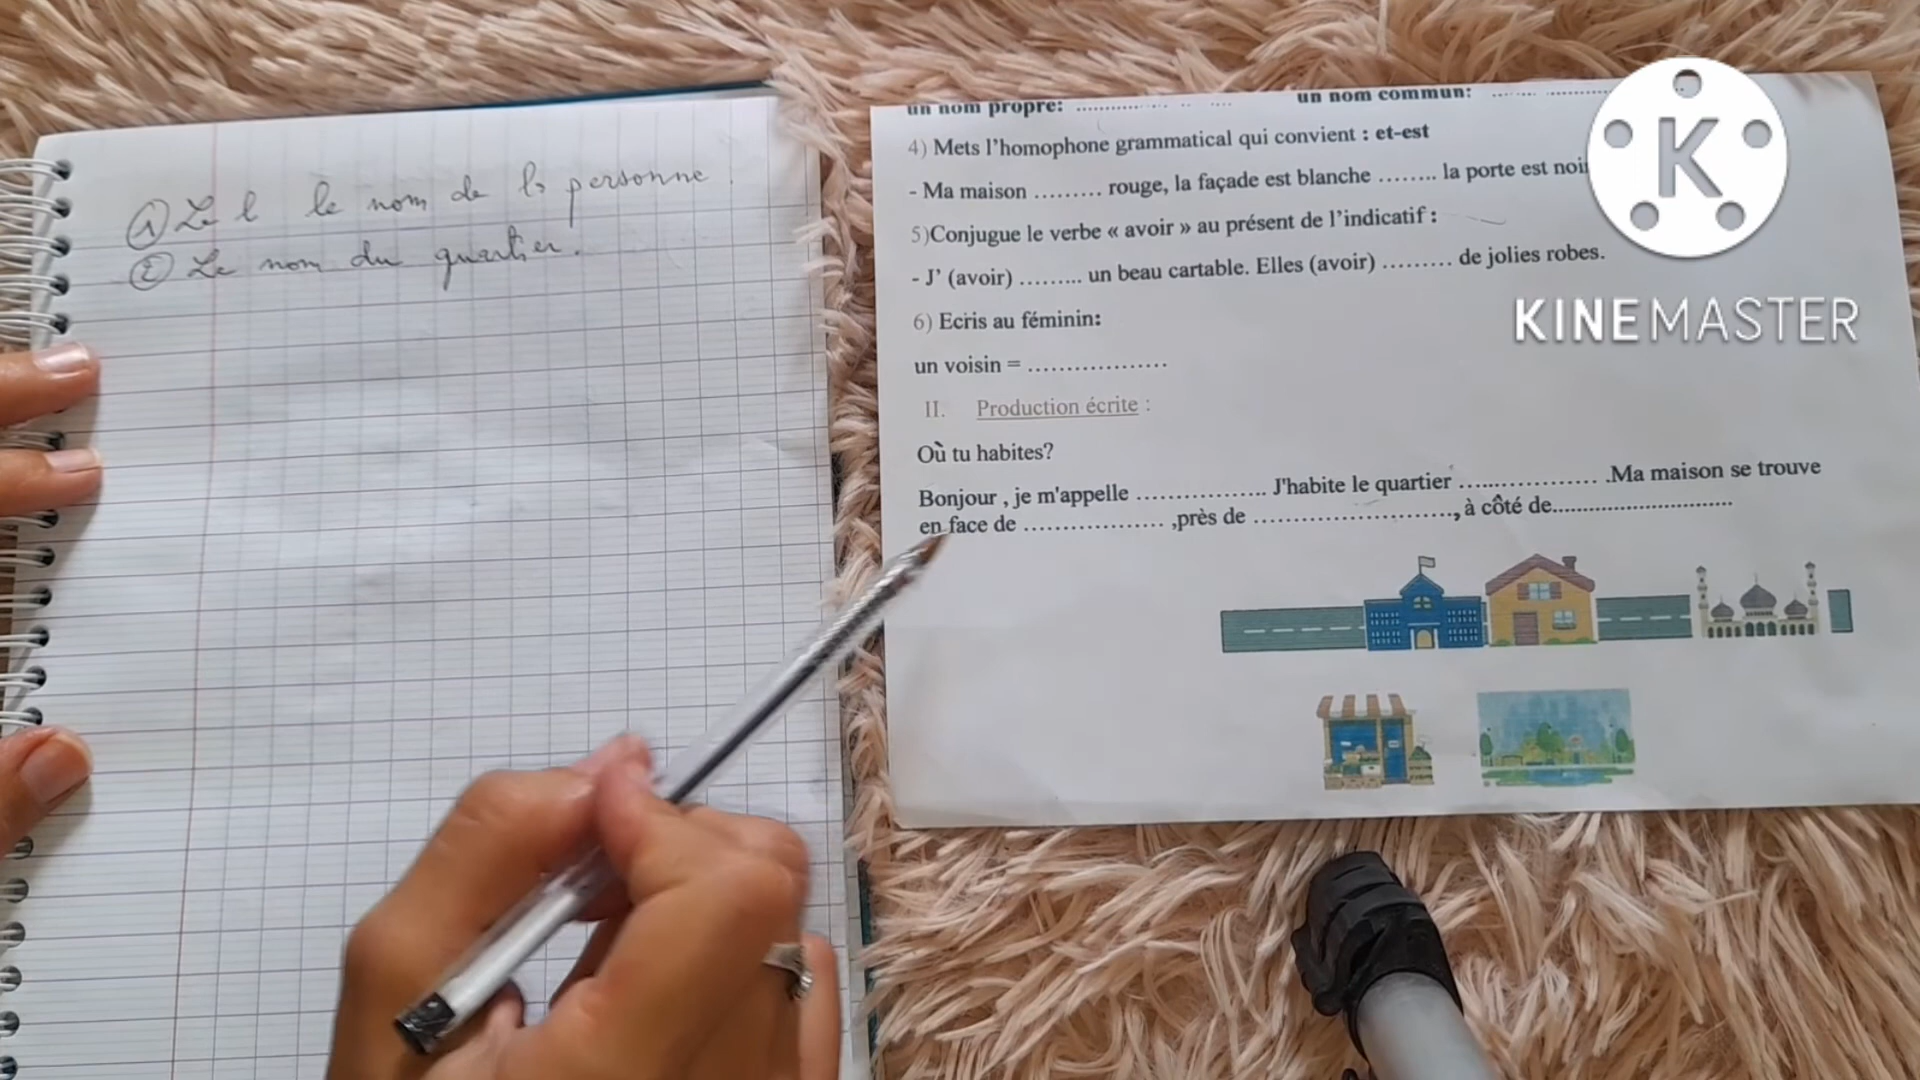 ① Le l le nom de la personne.
② Le nom du quartier.
un nom propre: ................ .. ....
un nom commun: ....... ............
4) Mets l'homophone grammatical qui convient : et-est
- Ma maison ......... rouge, la façade est blanche ........ la porte est noir
5)Conjugue le verbe « avoir » au présent de l'indicatif :
- J' (avoir) ......... un beau cartable. Elles (avoir) ......... de jolies robes.
6) Ecris au féminin:
un voisin = ..................
II. Production écrite :
Où tu habites?
Bonjour , je m'appelle ................. J'habite le quartier .................. .Ma maison se trouve
en face de .................. ,près de .........................., à côté de..............................
K
KINEMASTER